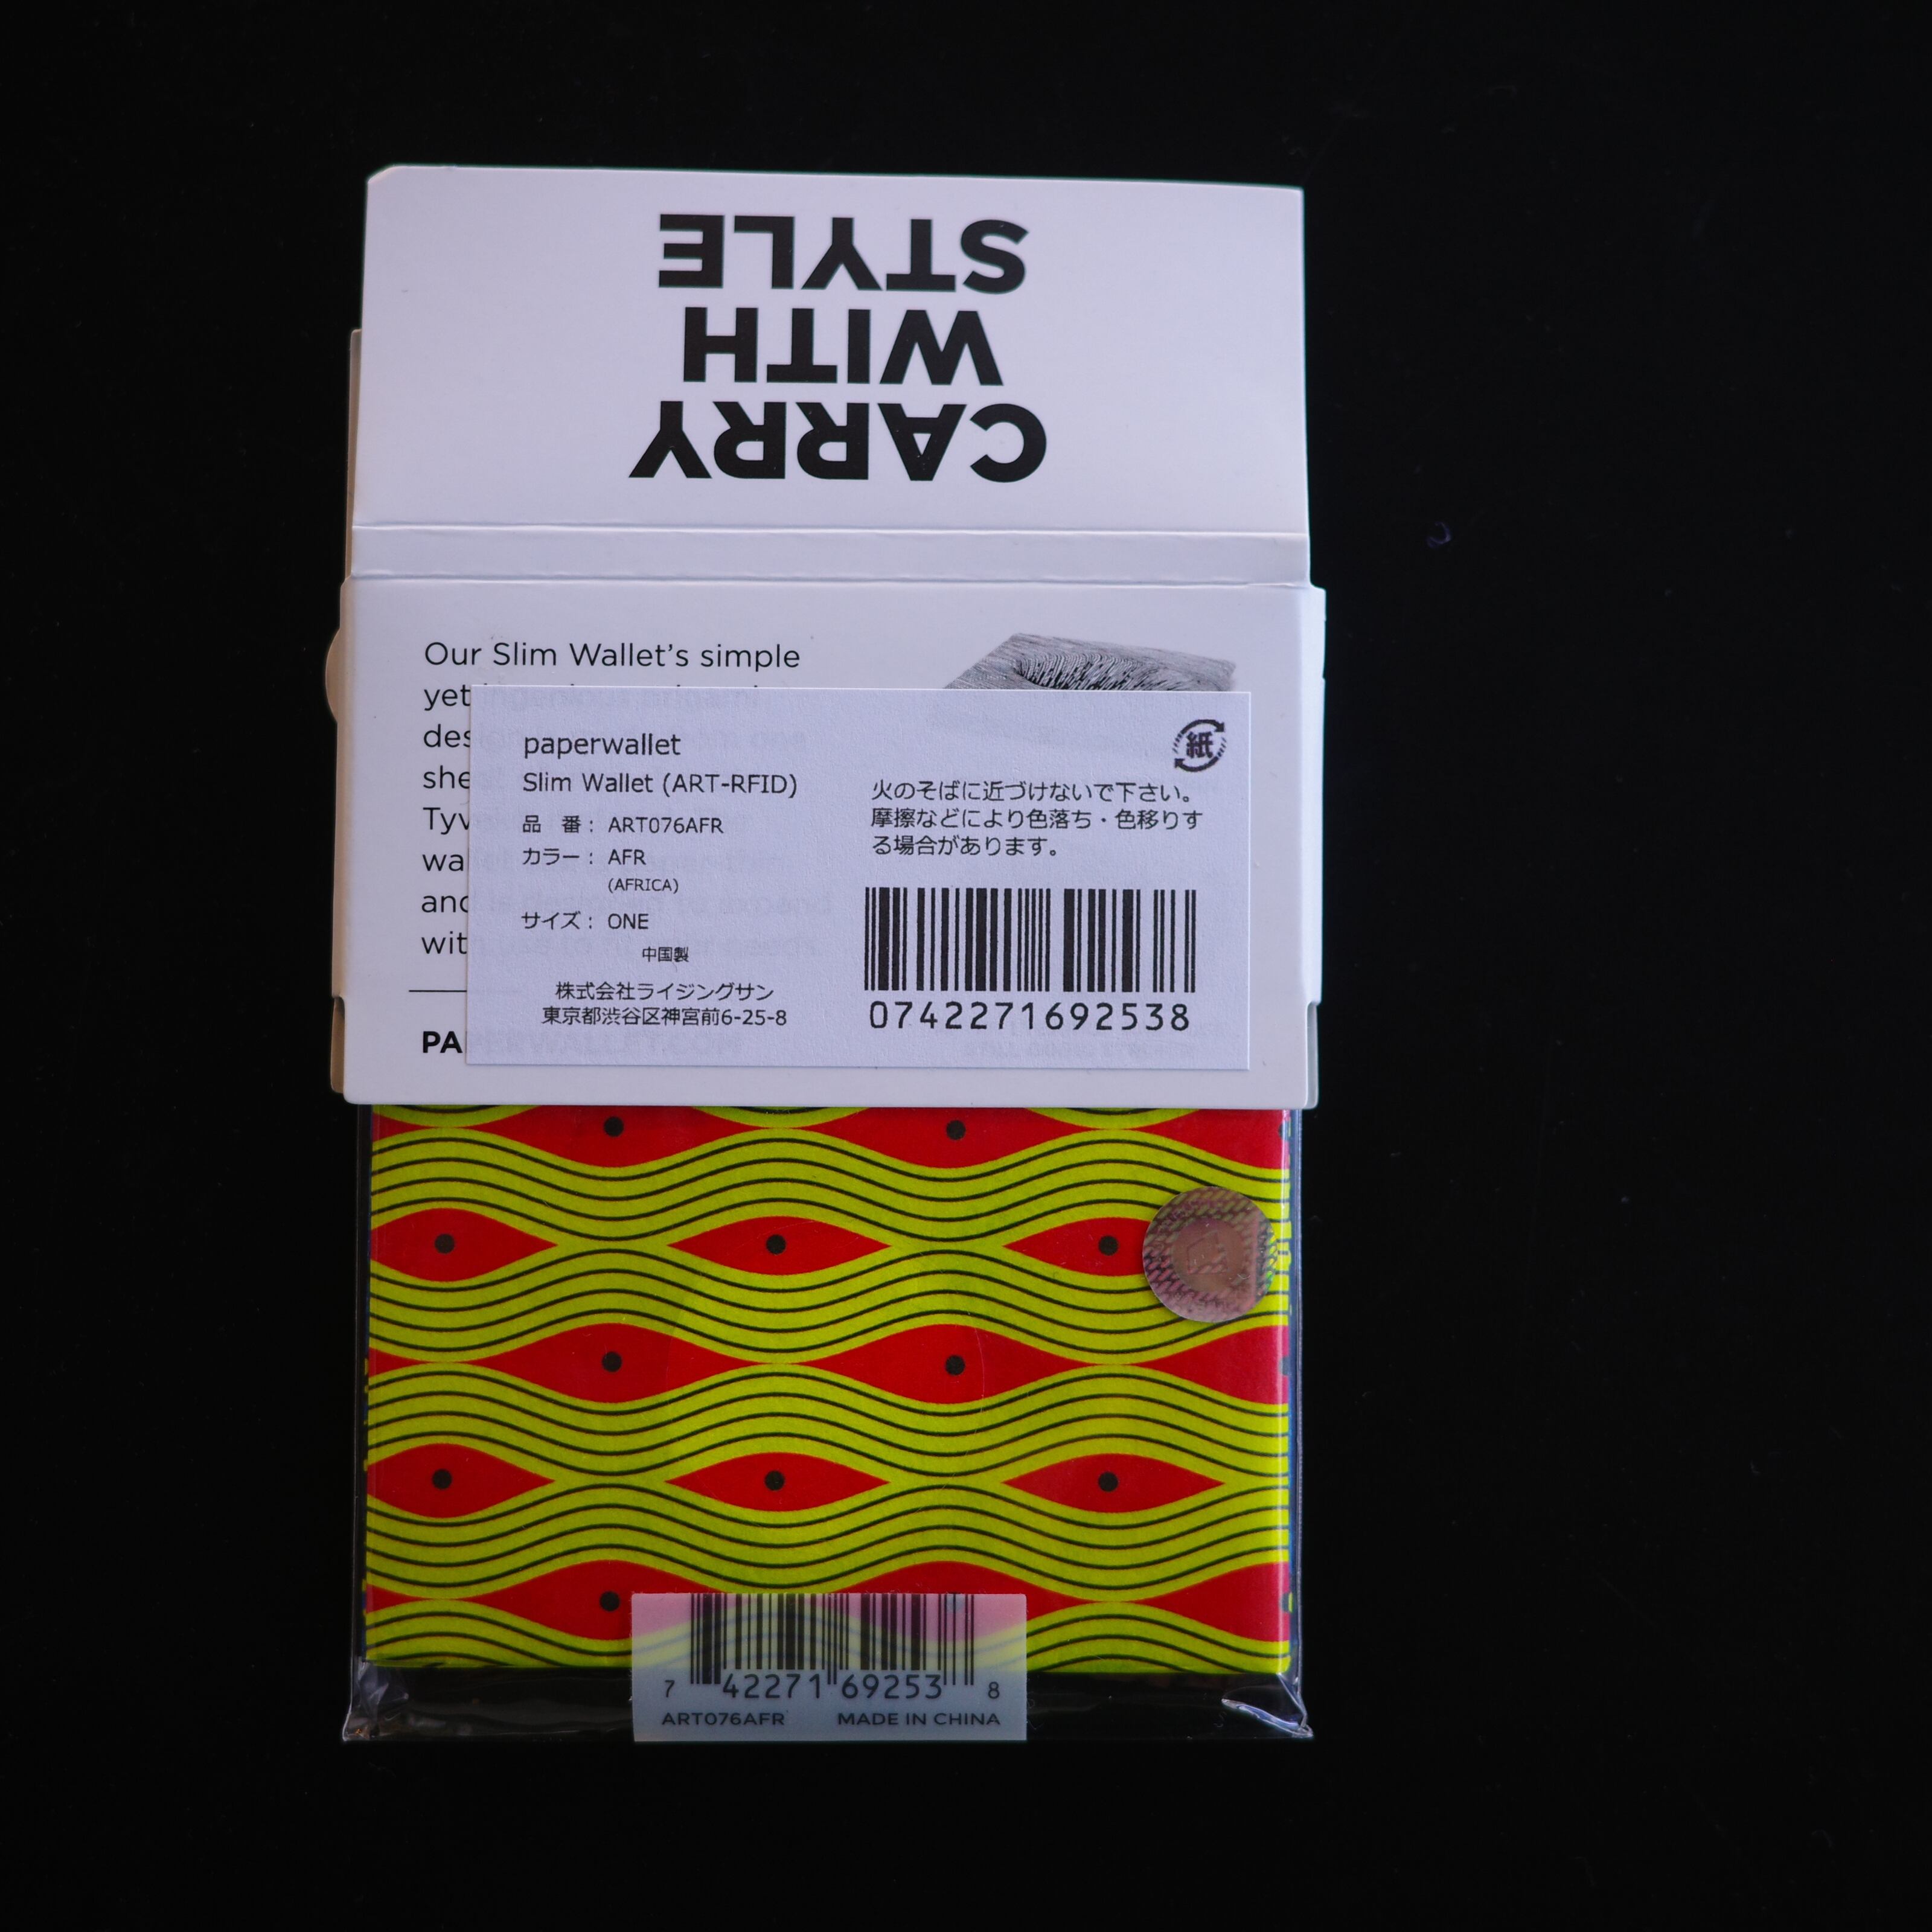 CARRY
WITH
STYLE
Our Slim Wallet's simple
yet
des
she
Tyv
wa
and
wit
PA
paperwallet
Slim Wallet (ART-RFID)
品 番: ART076AFR
カラー: AFR
(AFRICA)
サイズ: ONE
中国製
株式会社ライジングサン
東京都渋谷区神宮前6-25-8
紙
火のそばに近づけないで下さい。
摩擦などにより色落ち・色移りす
る場合があります。
0742271692538
7 42271 69253 8
ART076AFR MADE IN CHINA